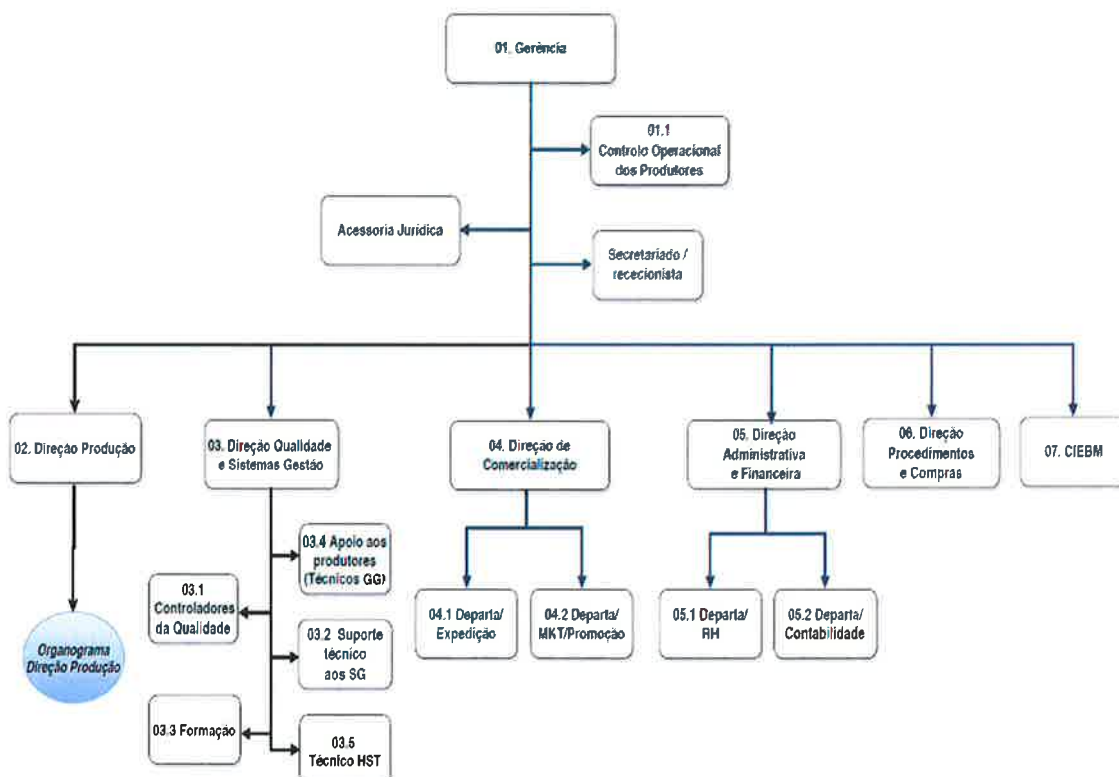 01. Gerência
01.1
Controlo Operacional
dos Produtores
Acessoria Jurídica
Secretariado /
rececionista
02. Direção Produção
03. Direção Qualidade
e Sistemas Gestão
04. Direção de
Comercialização
05. Direção
Administrativa
e Financeira
06. Direção
Procedimentos
e Compras
07. CIEBM
03.4 Apoio aos
produtores
(Técnicos GG)
03.1
Controladores
da Qualidade
04.1 Departa/
Expedição
04.2 Departa/
MKT/Promoção
05.1 Departa/
RH
05.2 Departa/
Contabilidade
Organograma
Direção Produção
03.2 Suporte
técnico
aos SG
03.3 Formação
03.5
Técnico HST